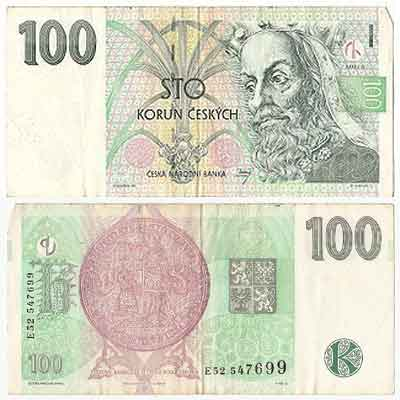 100
STO
KORUN ČESKÝCH
ČESKÁ NÁRODNÍ BANKA
100
100
E52 547699
100
E52 547699
K